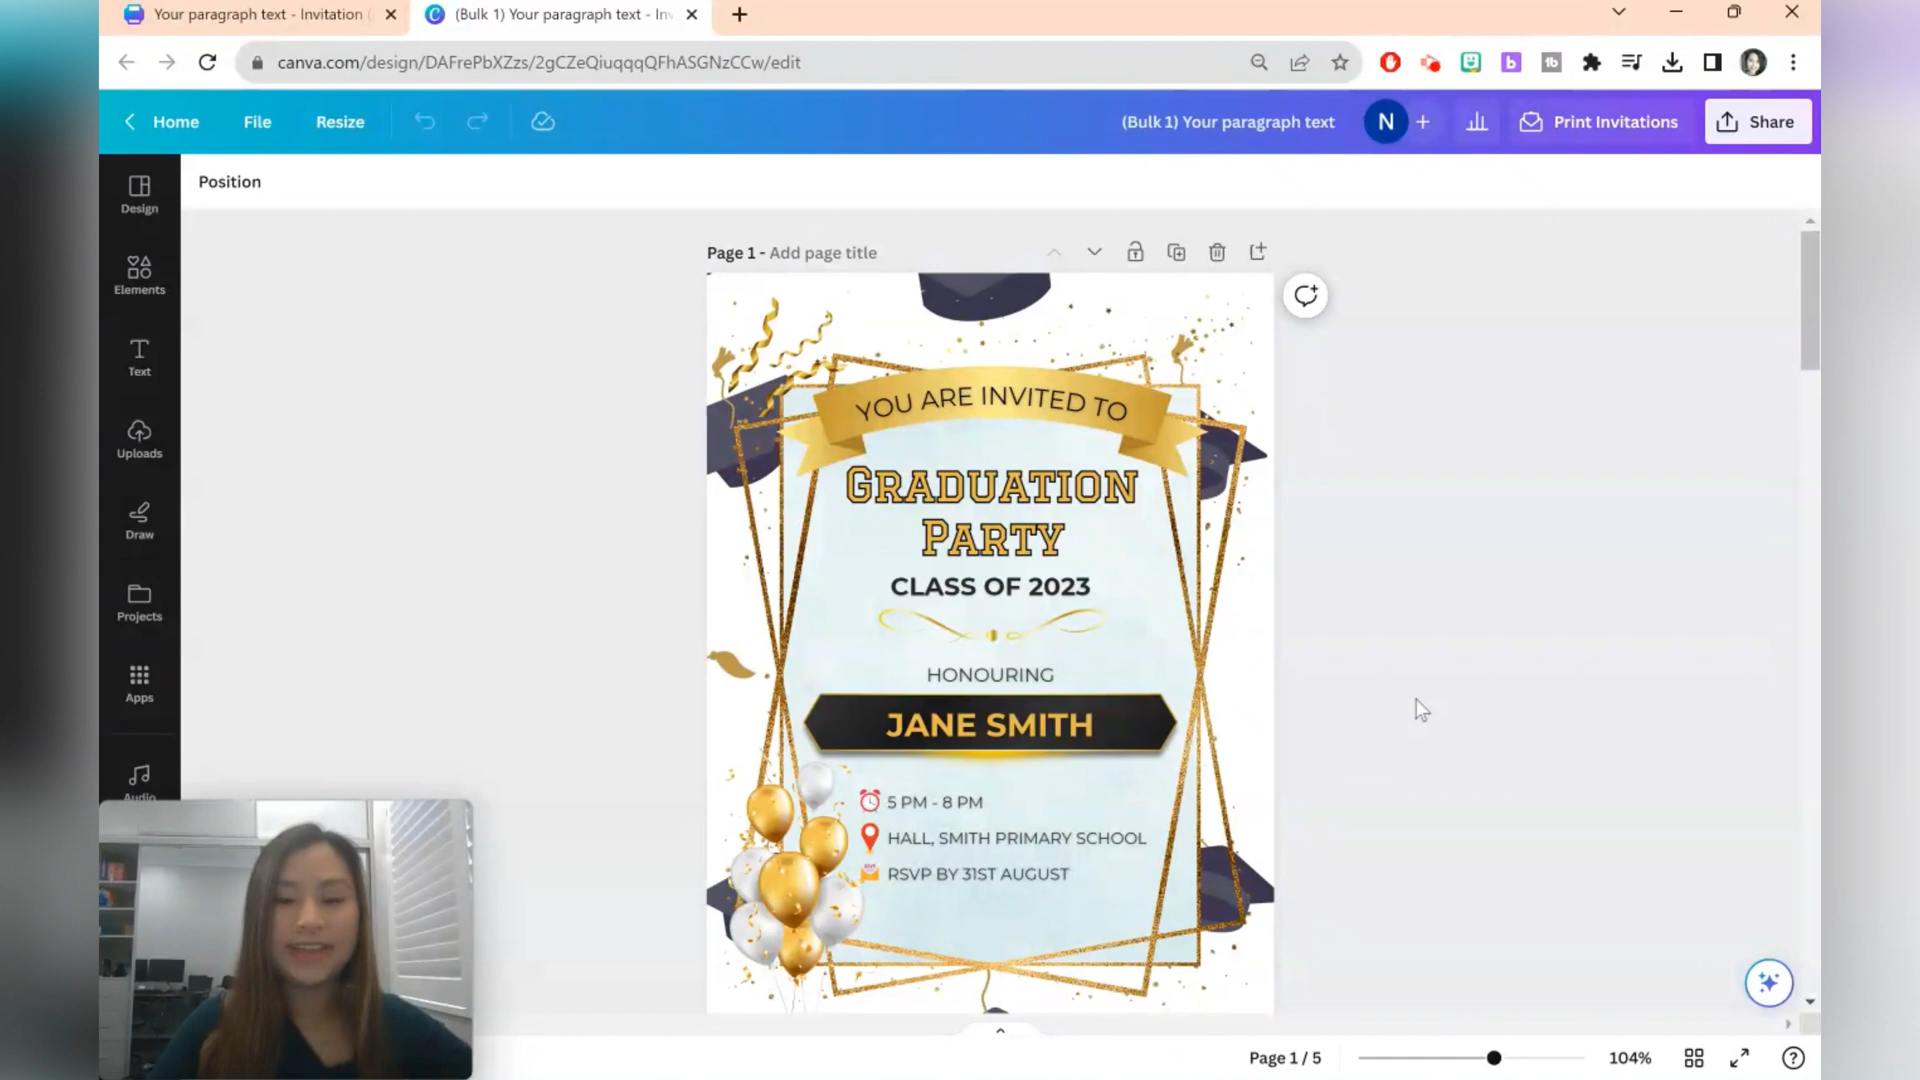 Your paragraph text - Invitation (
(Bulk 1) Your paragraph text - Inv
canva.com/design/DAFrePbXZzs/2gCZeQiuqqqQFhASGNzCCw/edit
Home
File
Resize
(Bulk 1) Your paragraph text
N
Print Invitations
Share
Position
Design
Elements
Text
Uploads
Draw
Projects
Apps
Audio
Page 1 - Add page title
YOU ARE INVITED TO
GRADUATION
PARTY
CLASS OF 2023
HONOURING
JANE SMITH
5 PM - 8 PM
HALL, SMITH PRIMARY SCHOOL
RSVP BY 31ST AUGUST
Page 1 / 5
104%